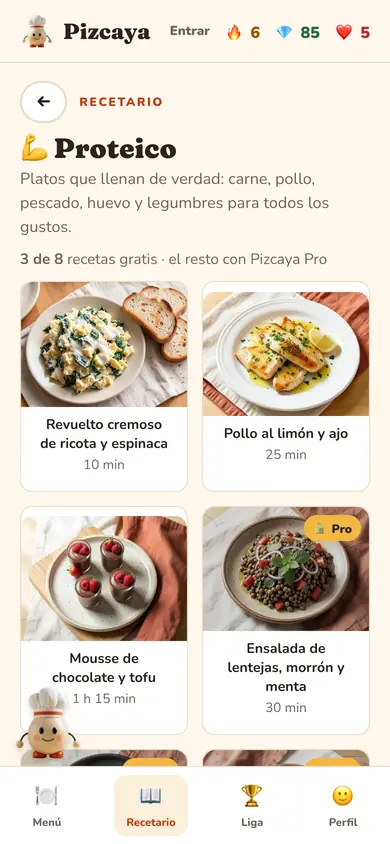 Pizcaya
Entrar
6
85
5
RECETARIO
Proteico
Platos que llenan de verdad: carne, pollo,
pescado, huevo y legumbres para todos los
gustos.
3 de 8 recetas gratis · el resto con Pizcaya Pro
Revuelto cremoso
de ricota y espinaca
10 min
Pollo al limón y ajo
25 min
Mousse de
chocolate y tofu
1 h 15 min
Pro
Ensalada de
lentejas, morrón y
menta
30 min
Menú
Recetario
Liga
Perfil